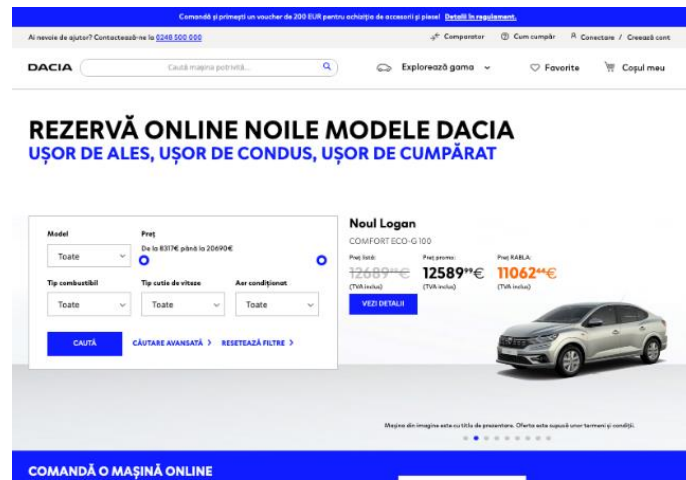 Comandă și primești un voucher de 200 EUR pentru achiziția de accesorii și piese! Detalii în regulament.
Ai nevoie de ajutor? Contactează-ne la 0248 500 000
Comparator
Cum cumpăr
Conectare / Creează cont
DACIA
Caută mașina potrivită...
Explorează gama
Favorite
Coșul meu
REZERVĂ ONLINE NOILE MODELE DACIA
UȘOR DE ALES, UȘOR DE CONDUS, UȘOR DE CUMPĂRAT
Model
Preț
Toate
De la 8317€ până la 20690€
Tip combustibil
Tip cutie de viteze
Aer condiționat
Toate
Toate
Toate
CAUTĂ
CĂUTARE AVANSATĂ
RESETEAZĂ FILTRE
Noul Logan
COMFORT ECO-G 100
Preț listă:
Preț promo:
Preț RABLA:
12689⁹⁹€
12589⁹⁹€
11062⁴⁴€
(TVA inclus)
(TVA inclus)
(TVA inclus)
VEZI DETALII
Mașina din imagine este cu titlu de prezentare. Oferta este supusă unor termeni și condiții.
COMANDĂ O MAȘINĂ ONLINE